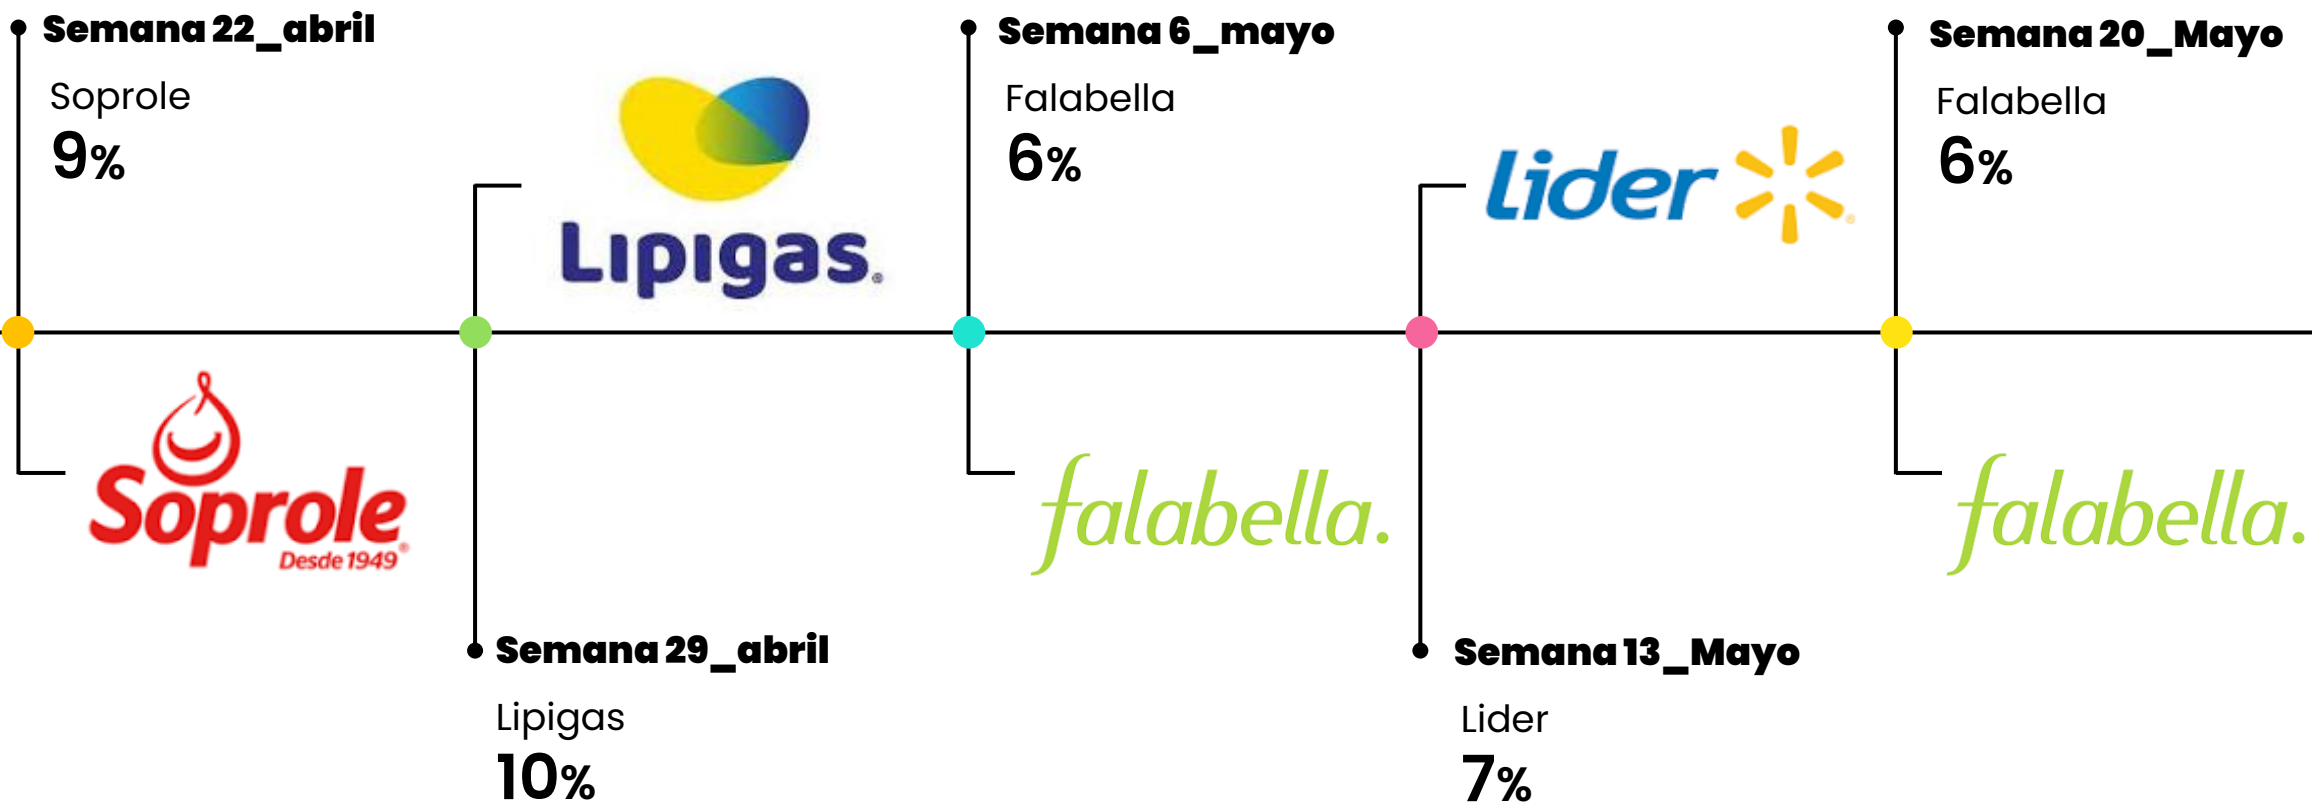 Semana 22_abril
Soprole
9%
Soprole
Desde 1949
Lipigas
Semana 29_abril
Lipigas
10%
Semana 6_mayo
Falabella
6%
falabella.
Lider
Semana 13_Mayo
Lider
7%
Semana 20_Mayo
Falabella
6%
falabella.